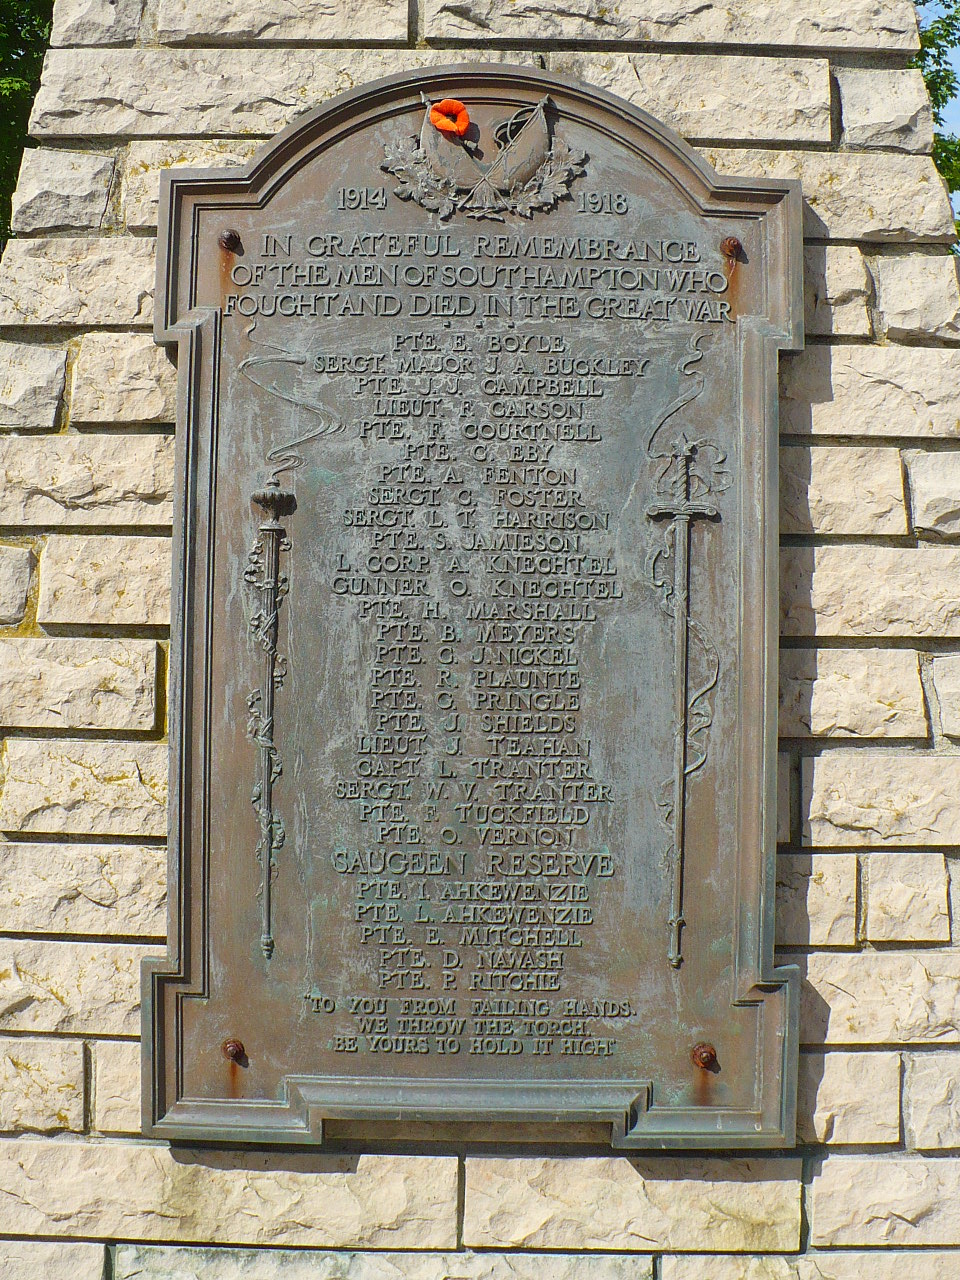 1914 1918
IN GRATEFUL REMEMBRANCE
OF THE MEN OF SOUTHAMPTON WHO
FOUGHT AND DIED IN THE GREAT WAR
PTE. E. BOYLE
SERGT. MAJOR J. A. BUCKLEY
PTE. J. J. CAMPBELL
LIEUT. F. CARSON
PTE. F. COURTNELL
PTE. G. EBY
PTE. A. FENTON
SERGT. C. FOSTER
SERGT. L. T. HARRISON
PTE. S. JAMIESON
L. CORP. A. KNECHTEL
GUNNER O. KNECHTEL
PTE. H. MARSHALL
PTE. B. MEYERS
PTE. C. J. NICKEL
PTE. R. PLAUNT
PTE. C. PRINGLE
PTE. J. SHIELDS
LIEUT. J. TEAHAN
CAPT. L. TRANTER
SERGT. W. V. TRANTER
PTE. F. TUCKFIELD
PTE. O. VERNON
SAUGEEN RESERVE
PTE. I. AHKEWENZIE
PTE. L. AHKEWENZIE
PTE. E. MITCHELL
PTE. D. NAWASH
PTE. P. RITCHIE
"TO YOU FROM FAILING HANDS
WE THROW THE TORCH,
BE YOURS TO HOLD IT HIGH"